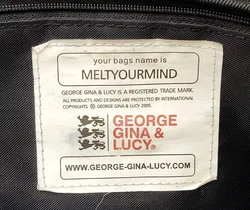 your bags name is
MELTYOURMIND
GEORGE GINA & LUCY IS A REGISTERED TRADE MARK.
ALL PRODUCTS AND DESIGNS ARE PROTECTED BY INTERNATIONAL
COPYRIGHTS © GEORGE GINA & LUCY 2005.
GEORGE
GINA &
LUCY®
WWW.GEORGE-GINA-LUCY.COM